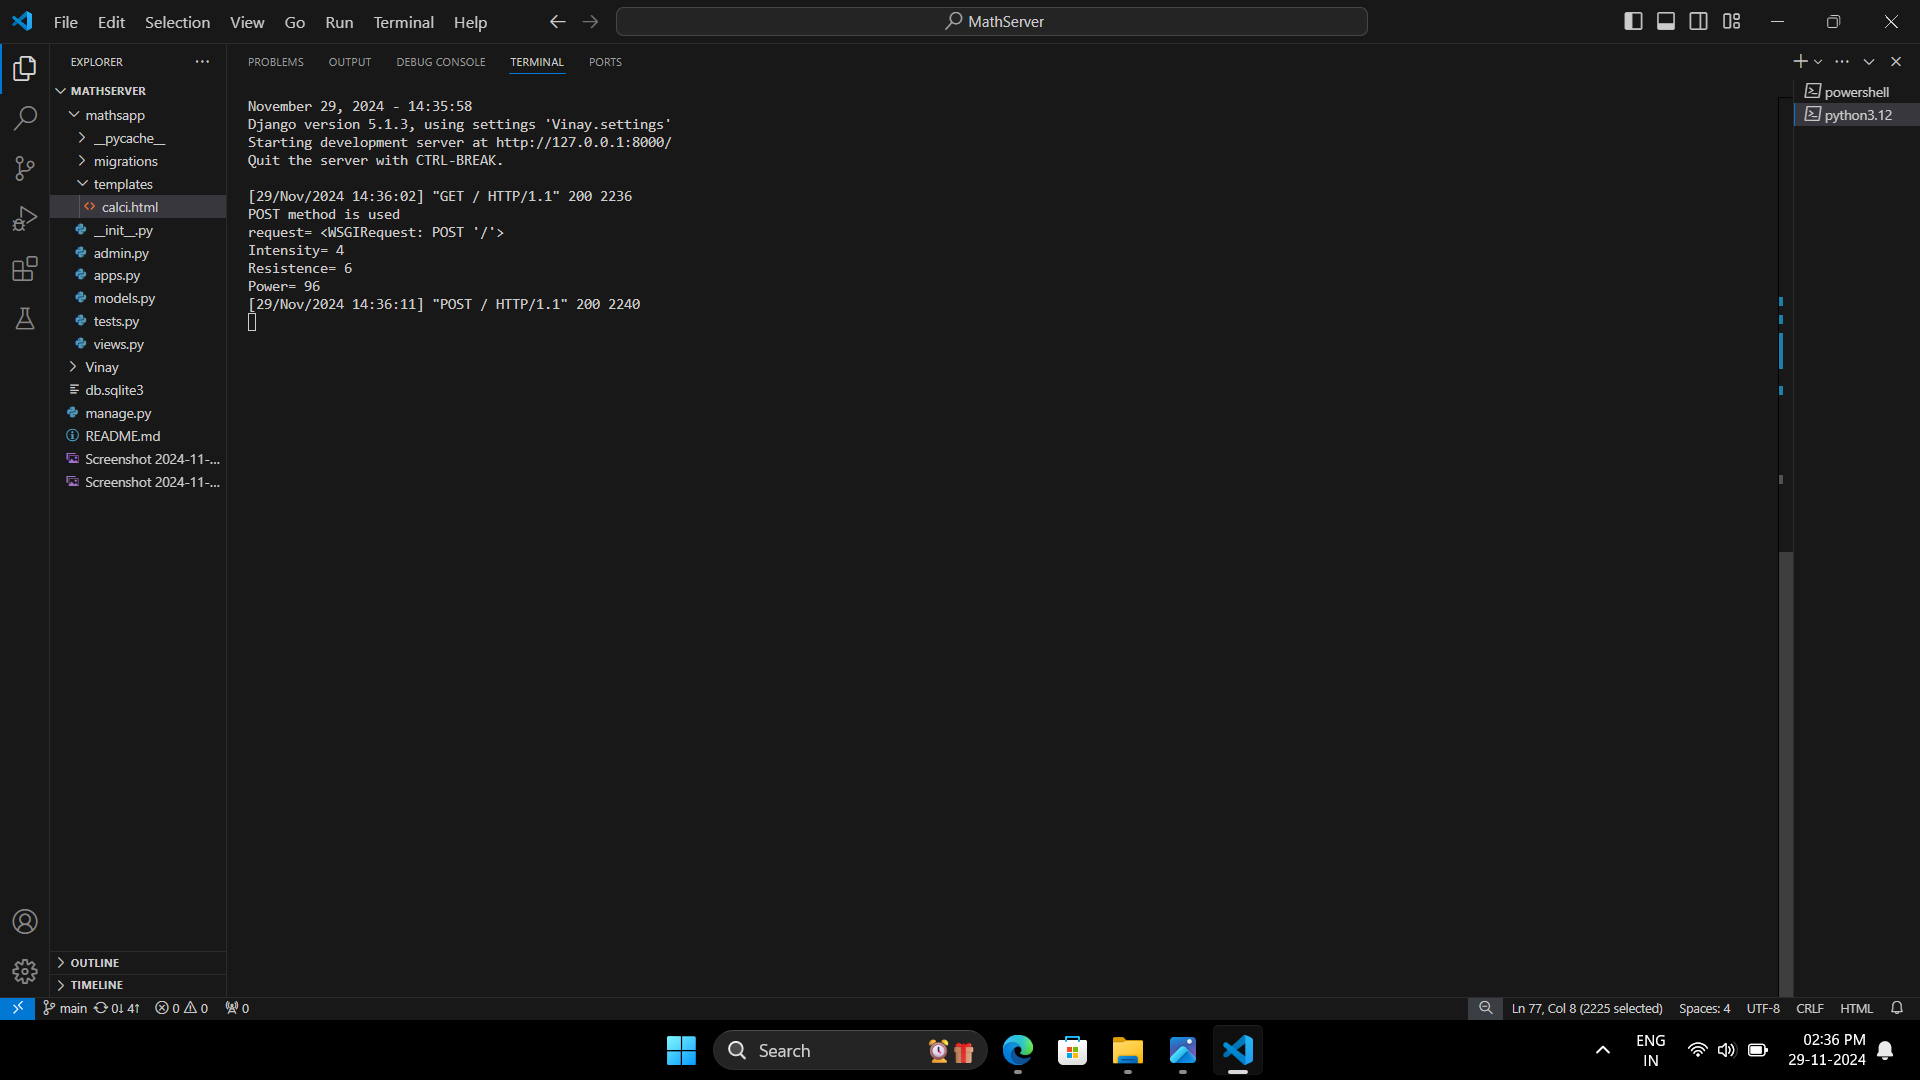 File Edit Selection View Go Run Terminal Help
MathServer
EXPLORER
MATHSERVER
mathsapp
__pycache__
migrations
templates
calci.html
__init__.py
admin.py
apps.py
models.py
tests.py
views.py
Vinay
db.sqlite3
manage.py
README.md
Screenshot 2024-11-...
Screenshot 2024-11-...
OUTLINE
TIMELINE
PROBLEMS OUTPUT DEBUG CONSOLE TERMINAL PORTS
November 29, 2024 - 14:35:58
Django version 5.1.3, using settings 'Vinay.settings'
Starting development server at http://127.0.0.1:8000/
Quit the server with CTRL-BREAK.
[29/Nov/2024 14:36:02] "GET / HTTP/1.1" 200 2236
POST method is used
request= <WSGIRequest: POST '/'>
Intensity= 4
Resistence= 6
Power= 96
[29/Nov/2024 14:36:11] "POST / HTTP/1.1" 200 2240
powershell
python3.12
main 0↓ 4↑ 0 0 0
Ln 77, Col 8 (2225 selected) Spaces: 4 UTF-8 CRLF HTML
Search
ENG
IN
02:36 PM
29-11-2024